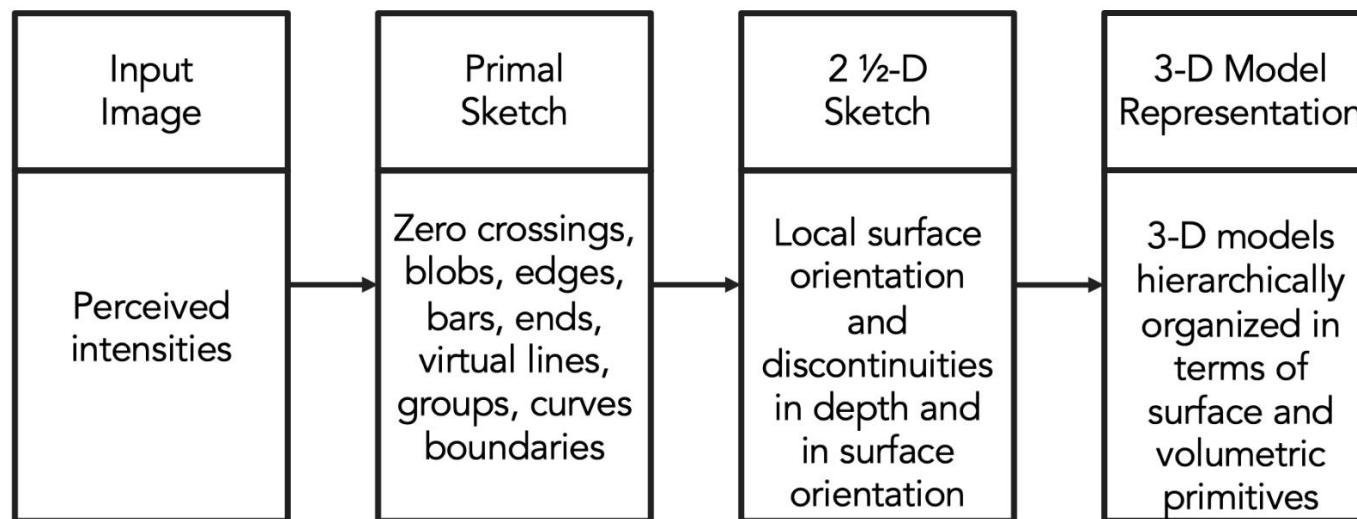 Input
Image
Perceived
intensities
Primal
Sketch
Zero crossings,
blobs, edges,
bars, ends,
virtual lines,
groups, curves
boundaries
2 ½-D
Sketch
Local surface
orientation
and
discontinuities
in depth and
in surface
orientation
3-D Model
Representation
3-D models
hierarchically
organized in
terms of
surface and
volumetric
primitives